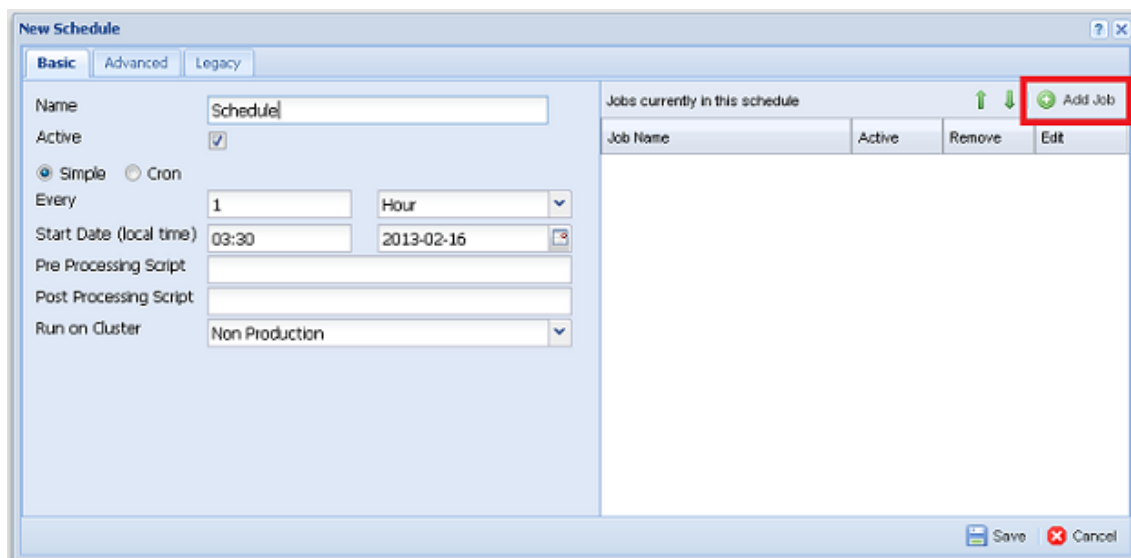 New Schedule
Basic Advanced Legacy
Name Schedule
Active
Simple Cron
Every 1 Hour
Start Date (local time) 03:30 2013-02-16
Pre Processing Script
Post Processing Script
Run on Cluster Non Production
Jobs currently in this schedule Add Job
Job Name Active Remove Edit
Save Cancel